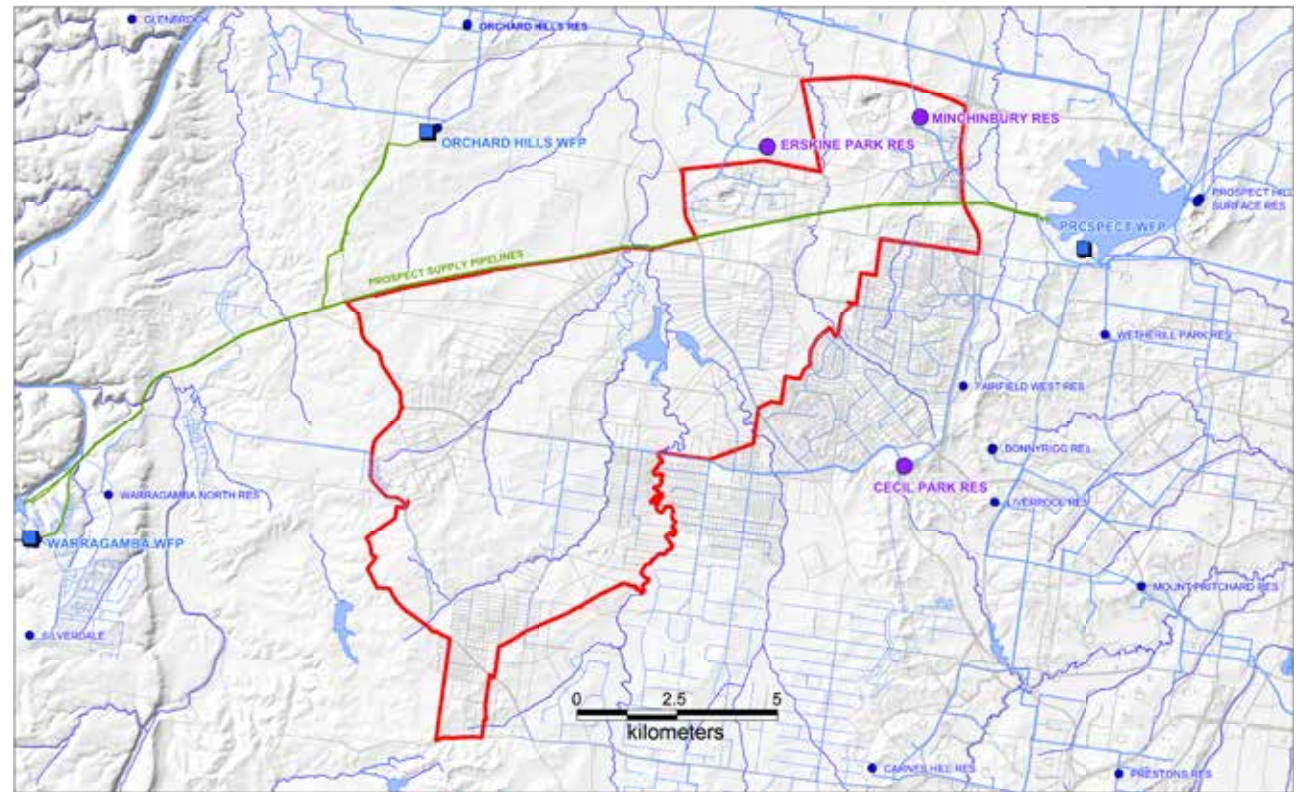 GLENBROOK
ORCHARD HILLS RES
MINCHINBURY RES
ORCHARD HILLS WFP
ERSKINE PARK RES
PROSPECT HILL
SURFACE RES
PROSPECT WFP
PROSPECT SUPPLY PIPELINES
WETHERILL PARK RES
FAIRFIELD WEST RES
BONNYRIGG RES
CECIL PARK RES
WARRAGAMBA NORTH RES
LIVERPOOL RES
WARRAGAMBA WFP
MOUNT PRITCHARD RES
SILVERDALE
0 2.5 5
kilometers
CARNES HILL RES
PRESTONS RES